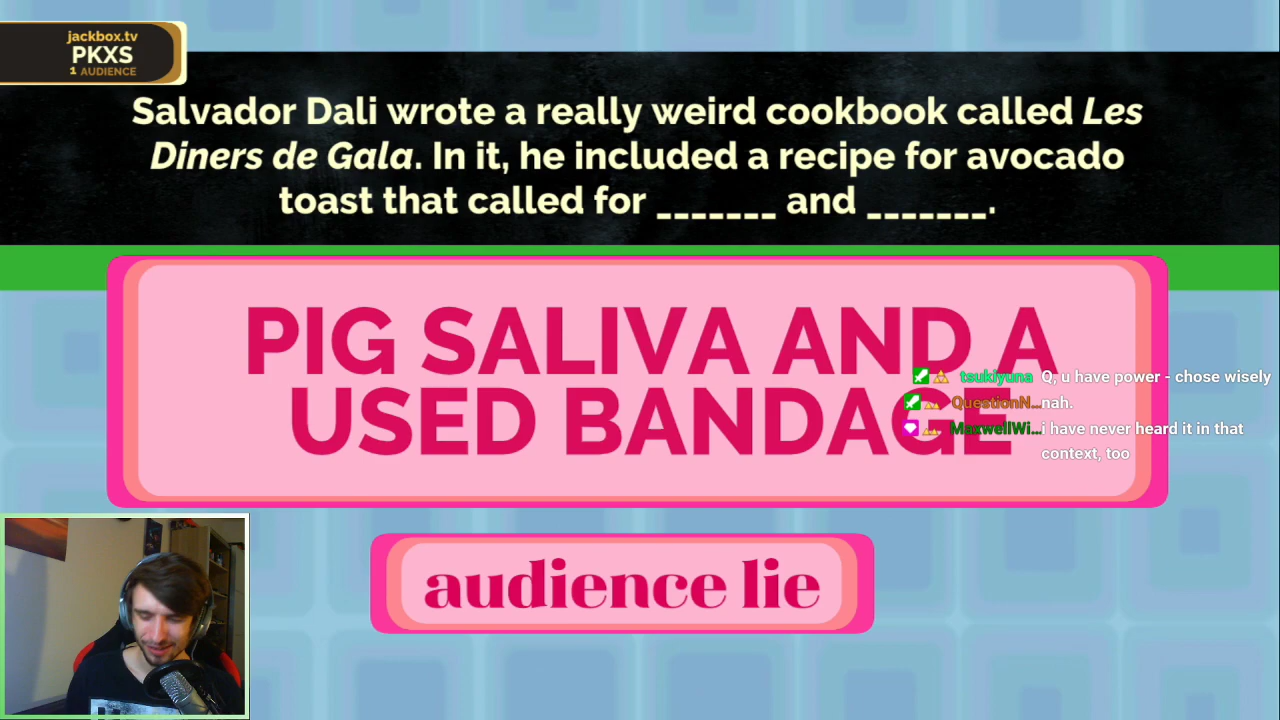 jackbox.tv
PKXS
1 AUDIENCE
Salvador Dali wrote a really weird cookbook called Les
Diners de Gala. In it, he included a recipe for avocado
toast that called for _______ and _______.
PIG SALIVA AND A
USED BANDAGE
tsukiyuna Q, u have power - chose wisely
QuestionN... nah.
MaxwellWi... i have never heard it in that
context, too
audience lie